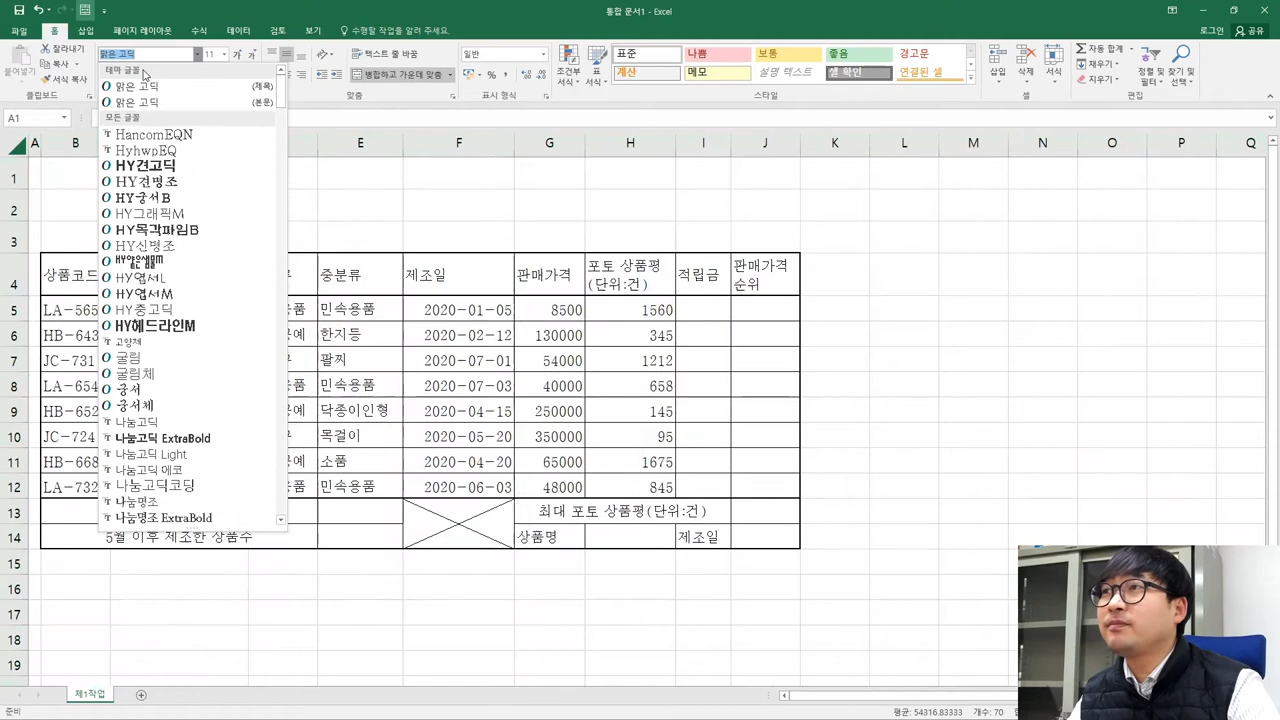 통합 문서1 - Excel
파일 홈 삽입 페이지 레이아웃 수식 데이터 검토 보기 수행할 작업을 알려주세요. 로그인 공유
붙여넣기 잘라내기 복사 서식 복사
맑은 고딕 11
텍스트 줄 바꿈
병합하고 가운데 맞춤
일반
% ,
조건부 서식 표 서식
표준 나쁨 보통 좋음 경고문
계산 메모 설명 텍스트 셀 확인 연결된 셀
삽입 삭제 서식
자동 합계 채우기 지우기
정렬 및 필터 찾기 및 선택
클립보드 맞춤 표시 형식 스타일 셀 편집
A1
테마 글꼴
맑은 고딕 (제목)
맑은 고딕 (본문)
모든 글꼴
HancomEQN
HyhwpEQ
HY견고딕
HY견명조
HY궁서B
HY그래픽M
HY목각파임B
HY신명조
HY얕은샘물M
HY엽서L
HY엽서M
HY중고딕
HY헤드라인M
고양체
굴림
굴림체
궁서
궁서체
나눔고딕
나눔고딕 ExtraBold
나눔고딕 Light
나눔고딕 에코
나눔고딕코딩
나눔명조
나눔명조 ExtraBold
A B E F G H I J K L M N O P Q
1
2
3
4 상품코드 류 중분류 제조일 판매가격 포토 상품평 (단위:건) 적립금 판매가격 순위
5 LA-565 용품 민속용품 2020-01-05 8500 1560
6 HB-643 공예 한지등 2020-02-12 130000 345
7 JC-731 구 팔찌 2020-07-01 54000 1212
8 LA-654 용품 민속용품 2020-07-03 40000 658
9 HB-652 공예 닥종이인형 2020-04-15 250000 145
10 JC-724 구 목걸이 2020-05-20 350000 95
11 HB-668 공예 소품 2020-04-20 65000 1675
12 LA-732 용품 민속용품 2020-06-03 48000 845
13 최대 포토 상품평(단위:건)
14 5월 이후 제조한 상품수 상품명 제조일
15
16
17
18
19
제1작업
준비 평균: 54316.83333 개수: 70